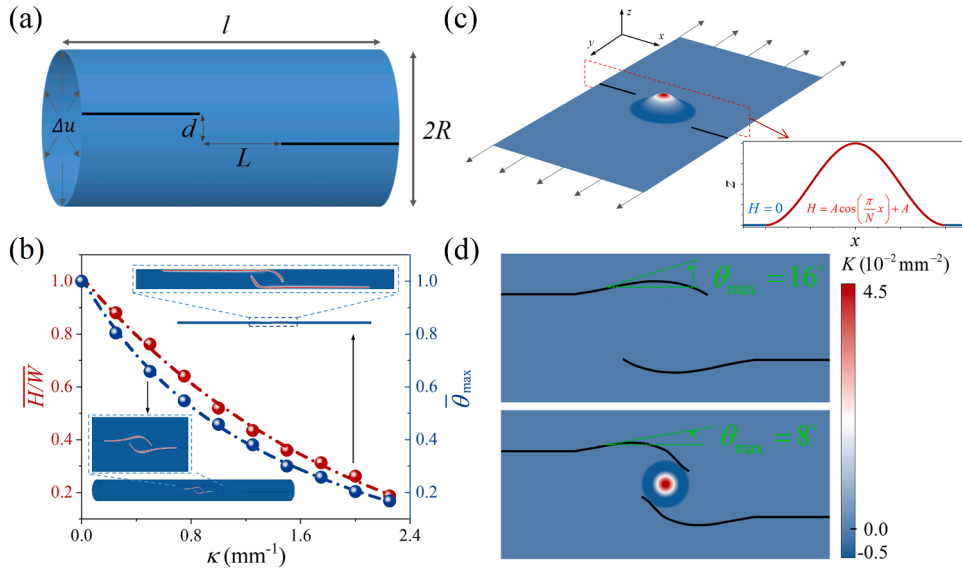 (a)
l
Δu
d
L
2R
(b)
1.0
0.8
0.6
0.4
0.2
H/W
0.0 0.6 1.2 1.8 2.4
κ (mm⁻¹)
1.0
0.8
0.6
0.4
0.2
θ̄max
(c)
z
y x
z
H = 0
H = A cos(π/N x) + A
x
(d)
θmax = 16°
θmax = 8°
K (10⁻² mm⁻²)
4.5
0.0
-0.5